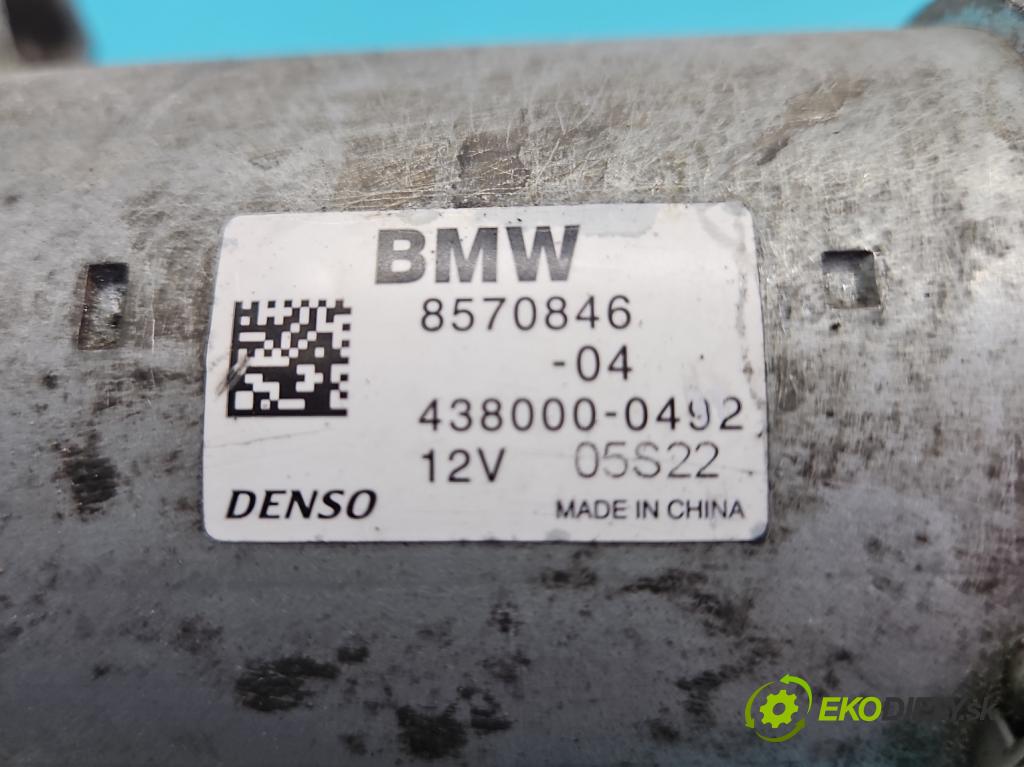 BMW
8570846
-04
438000-0492
12V 05S22
DENSO MADE IN CHINA
EKODIELY.sk